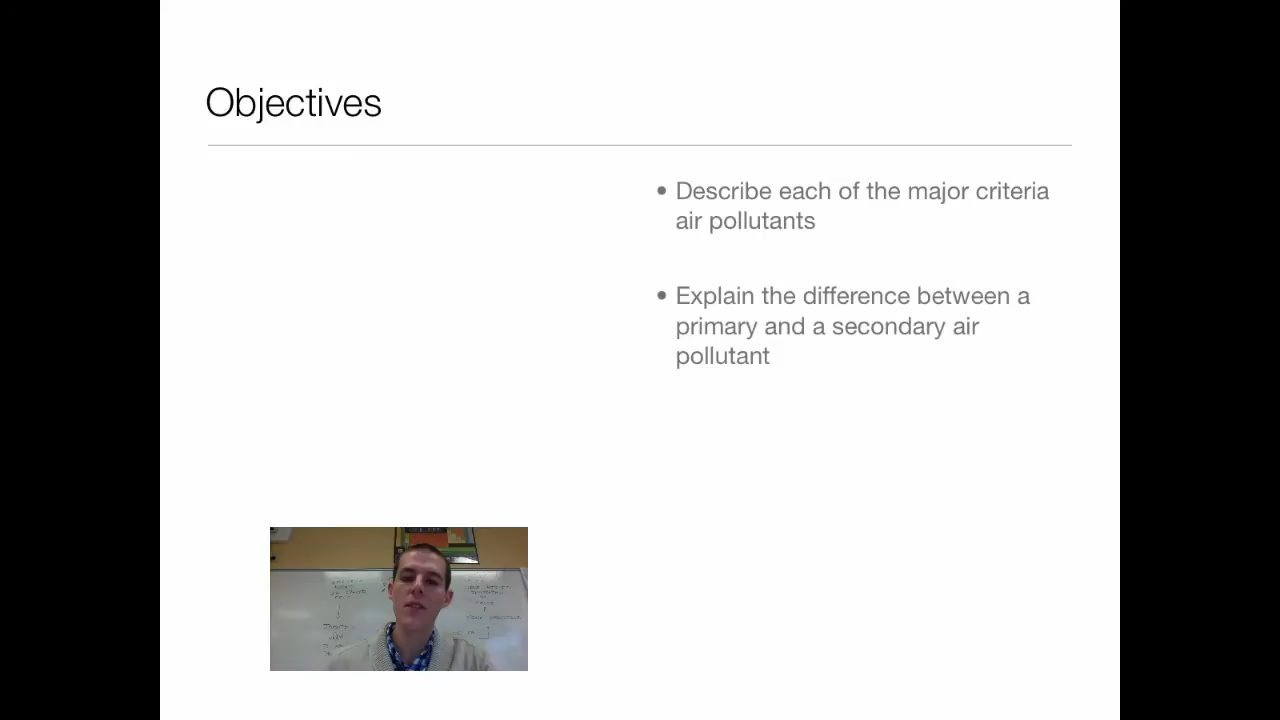 Objectives
• Describe each of the major criteria
air pollutants
• Explain the difference between a
primary and a secondary air
pollutant